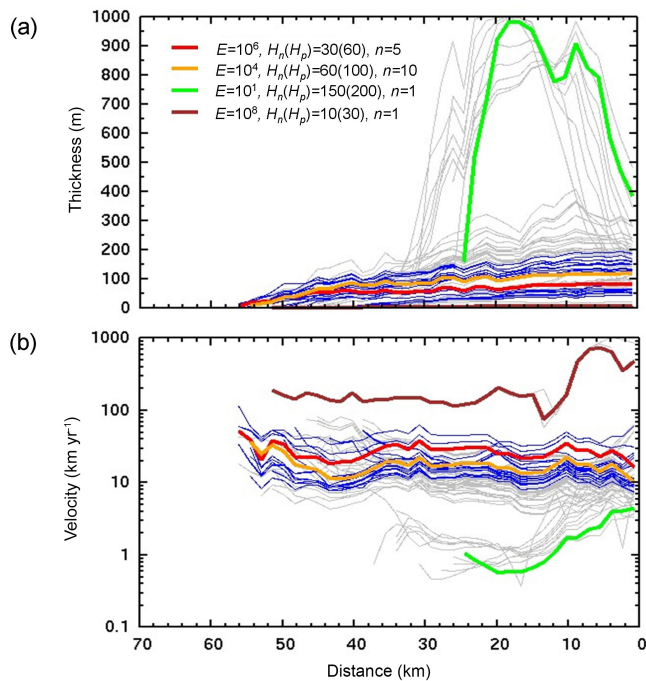 (a)
1000
900
800
700
600
500
400
300
200
100
0
Thickness (m)
E=10⁶, Hₙ(Hₚ)=30(60), n=5
E=10⁴, Hₙ(Hₚ)=60(100), n=10
E=10¹, Hₙ(Hₚ)=150(200), n=1
E=10⁸, Hₙ(Hₚ)=10(30), n=1
(b)
1000
100
10
1
0.1
Velocity (km yr⁻¹)
70 60 50 40 30 20 10 0
Distance (km)